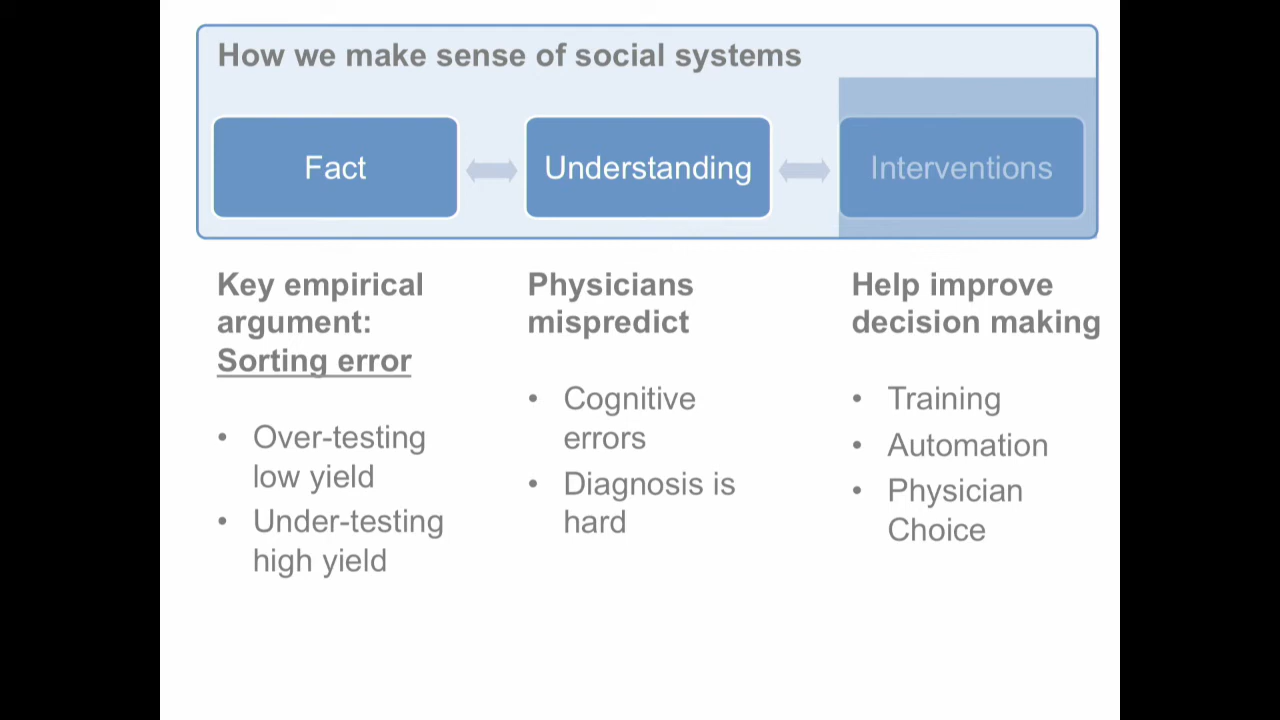 How we make sense of social systems
Fact
Understanding
Interventions
Key empirical
argument:
Sorting error
• Over-testing
low yield
• Under-testing
high yield
Physicians
mispredict
• Cognitive
errors
• Diagnosis is
hard
Help improve
decision making
• Training
• Automation
• Physician
Choice